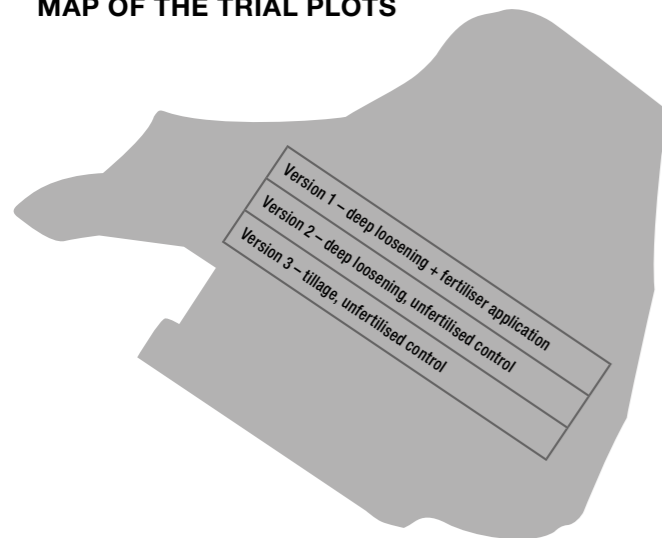 MAP OF THE TRIAL PLOTS
Version 1 – deep loosening + fertiliser application
Version 2 – deep loosening, unfertilised control
Version 3 – tillage, unfertilised control